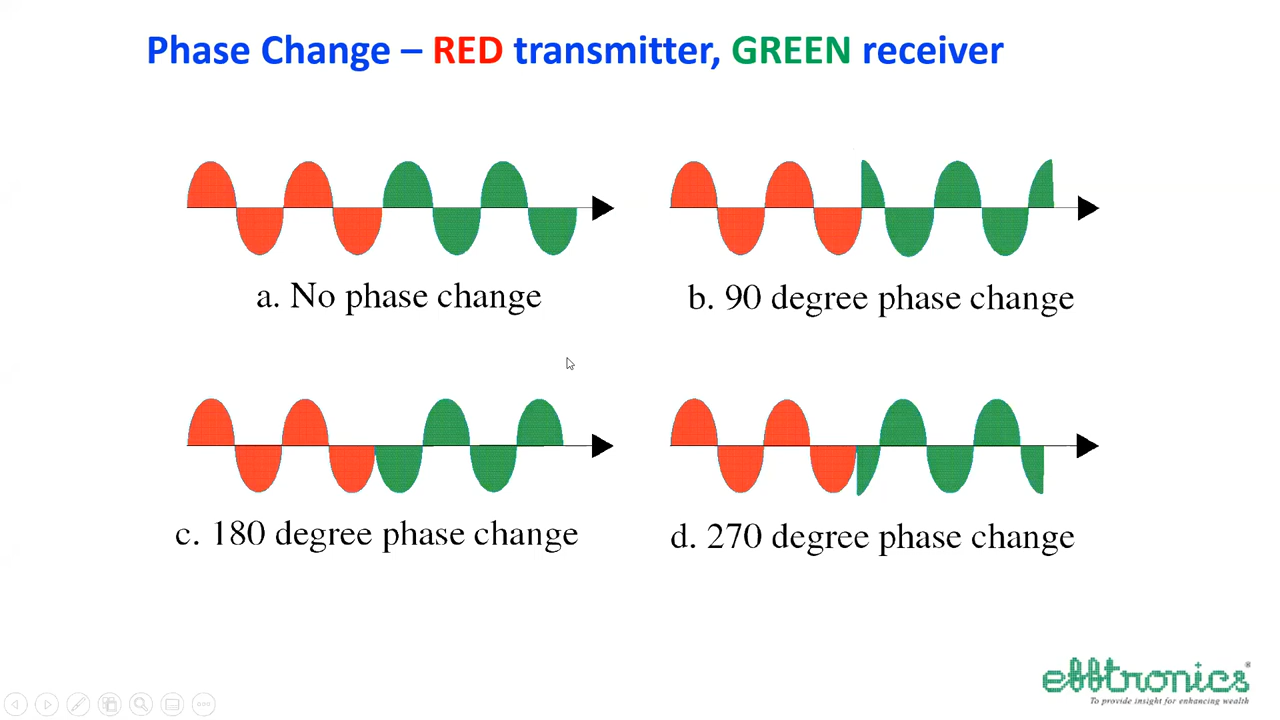 Phase Change – RED transmitter, GREEN receiver
a. No phase change
b. 90 degree phase change
c. 180 degree phase change
d. 270 degree phase change
efftronics®
To provide insight for enhancing wealth